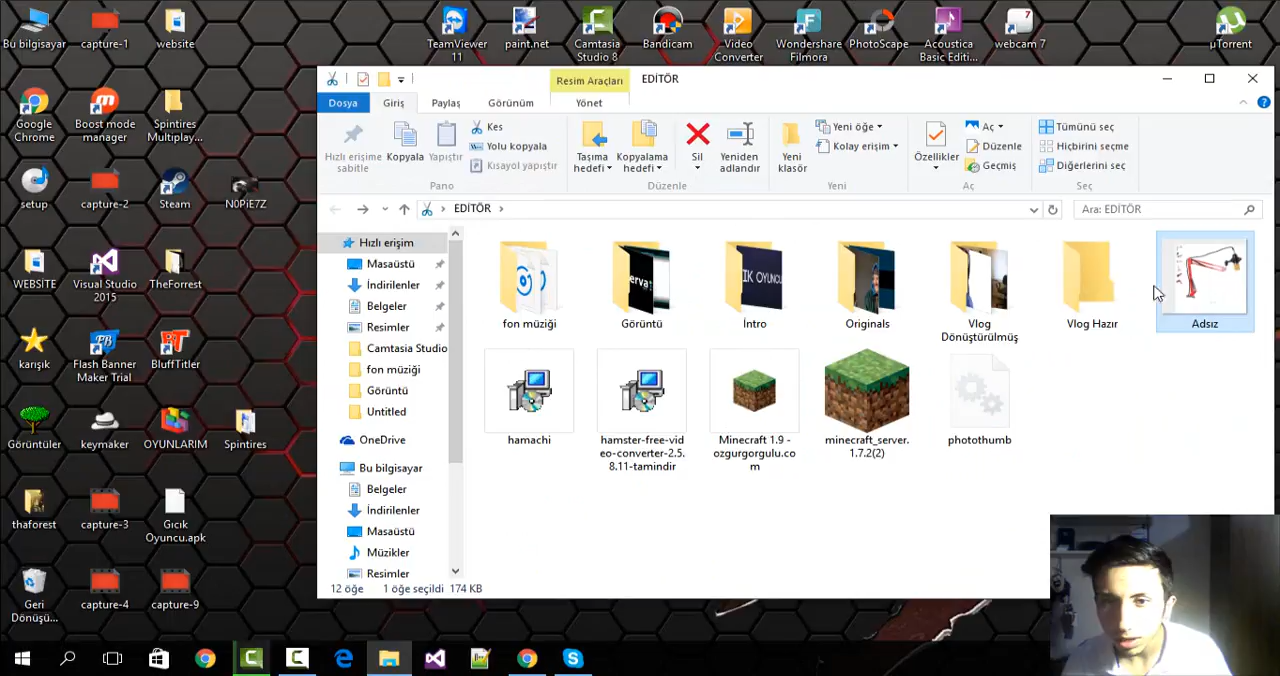 Bu bilgisayar
capture-1
website
TeamViewer
11
paint.net
Camtasia
Studio 8
Bandicam
Video
Converter
Wondershare
Filmora
PhotoScape
Acoustica
Basic Editi...
webcam 7
µTorrent
Google
Chrome
Boost mode
manager
Spintires
Multiplay...
setup
capture-2
Steam
N0PiE7Z
WEBSİTE
Visual Studio
2015
TheForrest
karışık
Flash Banner
Maker Trial
BluffTitler
Görüntüler
keymaker
OYUNLARIM
Spintires
thaforest
capture-3
Gıcık
Oyuncu.apk
Geri
Dönüşü...
capture-4
capture-9
Resim Araçları
EDİTÖR
Dosya
Giriş
Paylaş
Görünüm
Yönet
Hızlı erişime
sabitle
Kopyala
Yapıştır
Kes
Yolu kopyala
Kısayol yapıştır
Pano
Taşıma
hedefi
Kopyalama
hedefi
Sil
Yeniden
adlandır
Düzenle
Yeni
klasör
Yeni öğe
Kolay erişim
Yeni
Özellikler
Aç
Düzenle
Geçmiş
Aç
Tümünü seç
Hiçbirini seçme
Diğerlerini seç
Seç
EDİTÖR
Ara: EDİTÖR
Hızlı erişim
Masaüstü
İndirilenler
Belgeler
Resimler
Camtasia Studio
fon müziği
Görüntü
Untitled
OneDrive
Bu bilgisayar
Belgeler
İndirilenler
Masaüstü
Müzikler
Resimler
fon müziği
ervat
Görüntü
IK OYUNCU
İntro
Originals
Vlog
Dönüştürülmüş
Vlog Hazır
Adsız
hamachi
hamster-free-vid
eo-converter-2.5.
8.11-tamindir
Minecraft 1.9 -
ozgurgorgulu.co
m
minecraft_server.
1.7.2(2)
photothumb
12 öğe
1 öğe seçildi 174 KB